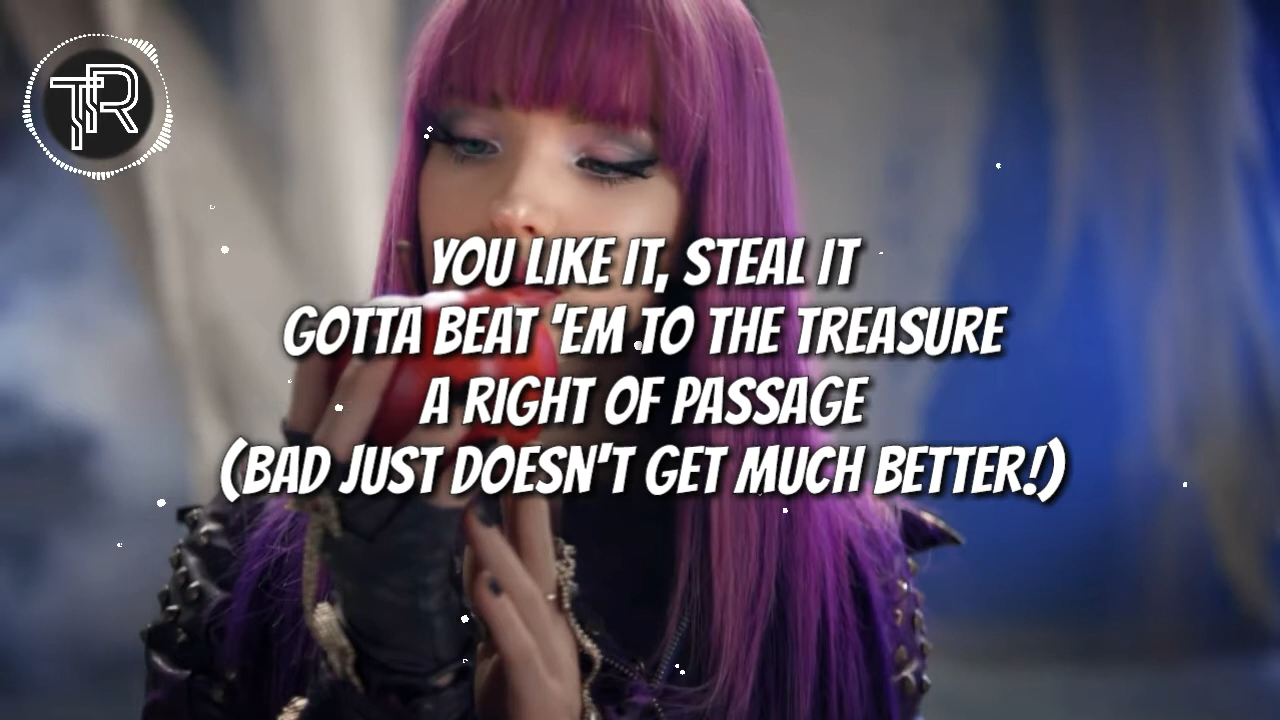 TR
YOU LIKE IT, STEAL IT
GOTTA BEAT 'EM TO THE TREASURE
A RIGHT OF PASSAGE
(BAD JUST DOESN'T GET MUCH BETTER!)